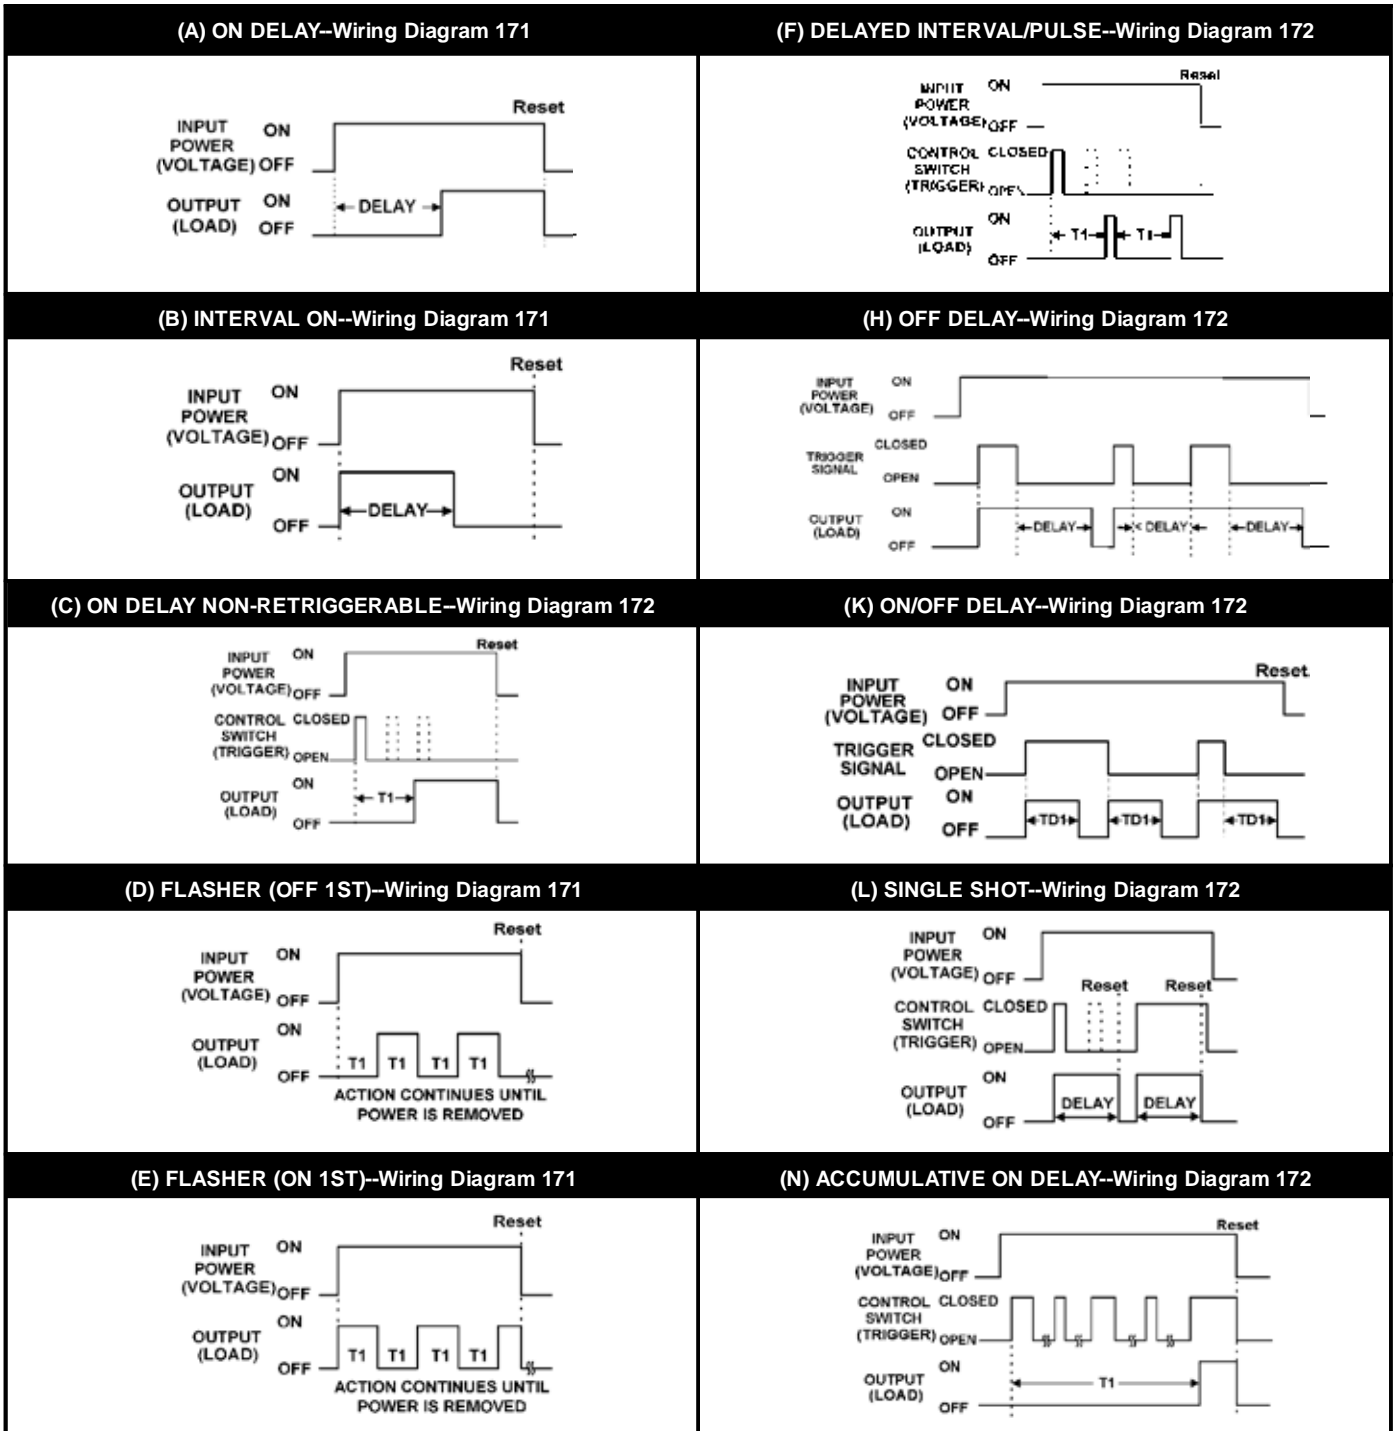 (A) ON DELAY--Wiring Diagram 171
Reset
INPUT ON
POWER
(VOLTAGE) OFF
OUTPUT ON
DELAY
(LOAD) OFF
(F) DELAYED INTERVAL/PULSE--Wiring Diagram 172
Reset
INPUT ON
POWER
(VOLTAGE) OFF
CONTROL CLOSED
SWITCH
(TRIGGER) OPEN
ON
OUTPUT T1
(LOAD)
OFF
(B) INTERVAL ON--Wiring Diagram 171
Reset
INPUT ON
POWER
(VOLTAGE) OFF
ON
OUTPUT
(LOAD) DELAY
OFF
(H) OFF DELAY--Wiring Diagram 172
INPUT ON
POWER
(VOLTAGE) OFF
CLOSED
TRIGGER
SIGNAL
OPEN
OUTPUT ON
(LOAD) DELAY < DELAY DELAY
OFF
(C) ON DELAY NON-RETRIGGERABLE--Wiring Diagram 172
Reset
INPUT ON
POWER
(VOLTAGE) OFF
CONTROL CLOSED
SWITCH
(TRIGGER) OPEN
ON
OUTPUT T1
(LOAD)
OFF
(K) ON/OFF DELAY--Wiring Diagram 172
Reset
INPUT ON
POWER
(VOLTAGE) OFF
TRIGGER CLOSED
SIGNAL OPEN
OUTPUT ON
(LOAD) TD1 TD1 TD1
OFF
(D) FLASHER (OFF 1ST)--Wiring Diagram 171
Reset
INPUT ON
POWER
(VOLTAGE) OFF
ON
OUTPUT
(LOAD) T1 T1 T1 T1
OFF
ACTION CONTINUES UNTIL
POWER IS REMOVED
(L) SINGLE SHOT--Wiring Diagram 172
INPUT ON
POWER
(VOLTAGE) OFF
Reset Reset
CONTROL CLOSED
SWITCH
(TRIGGER) OPEN
ON
OUTPUT
(LOAD) DELAY DELAY
OFF
(E) FLASHER (ON 1ST)--Wiring Diagram 171
Reset
INPUT ON
POWER
(VOLTAGE) OFF
ON
OUTPUT
(LOAD) T1 T1 T1 T1
OFF
ACTION CONTINUES UNTIL
POWER IS REMOVED
(N) ACCUMULATIVE ON DELAY--Wiring Diagram 172
Reset
INPUT ON
POWER
(VOLTAGE) OFF
CONTROL CLOSED
SWITCH
(TRIGGER) OPEN
ON
OUTPUT T1
(LOAD)
OFF